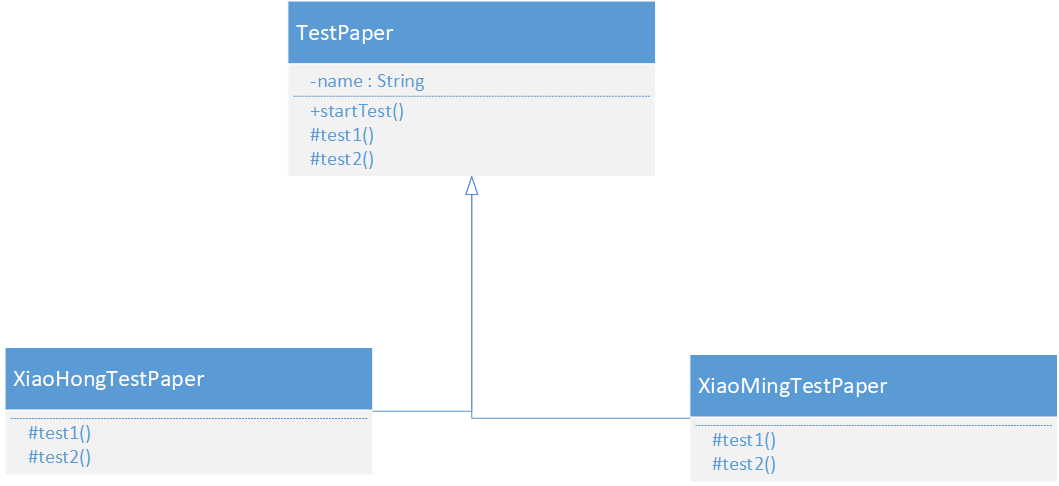 TestPaper
-name : String
+startTest()
#test1()
#test2()
XiaoHongTestPaper
#test1()
#test2()
XiaoMingTestPaper
#test1()
#test2()